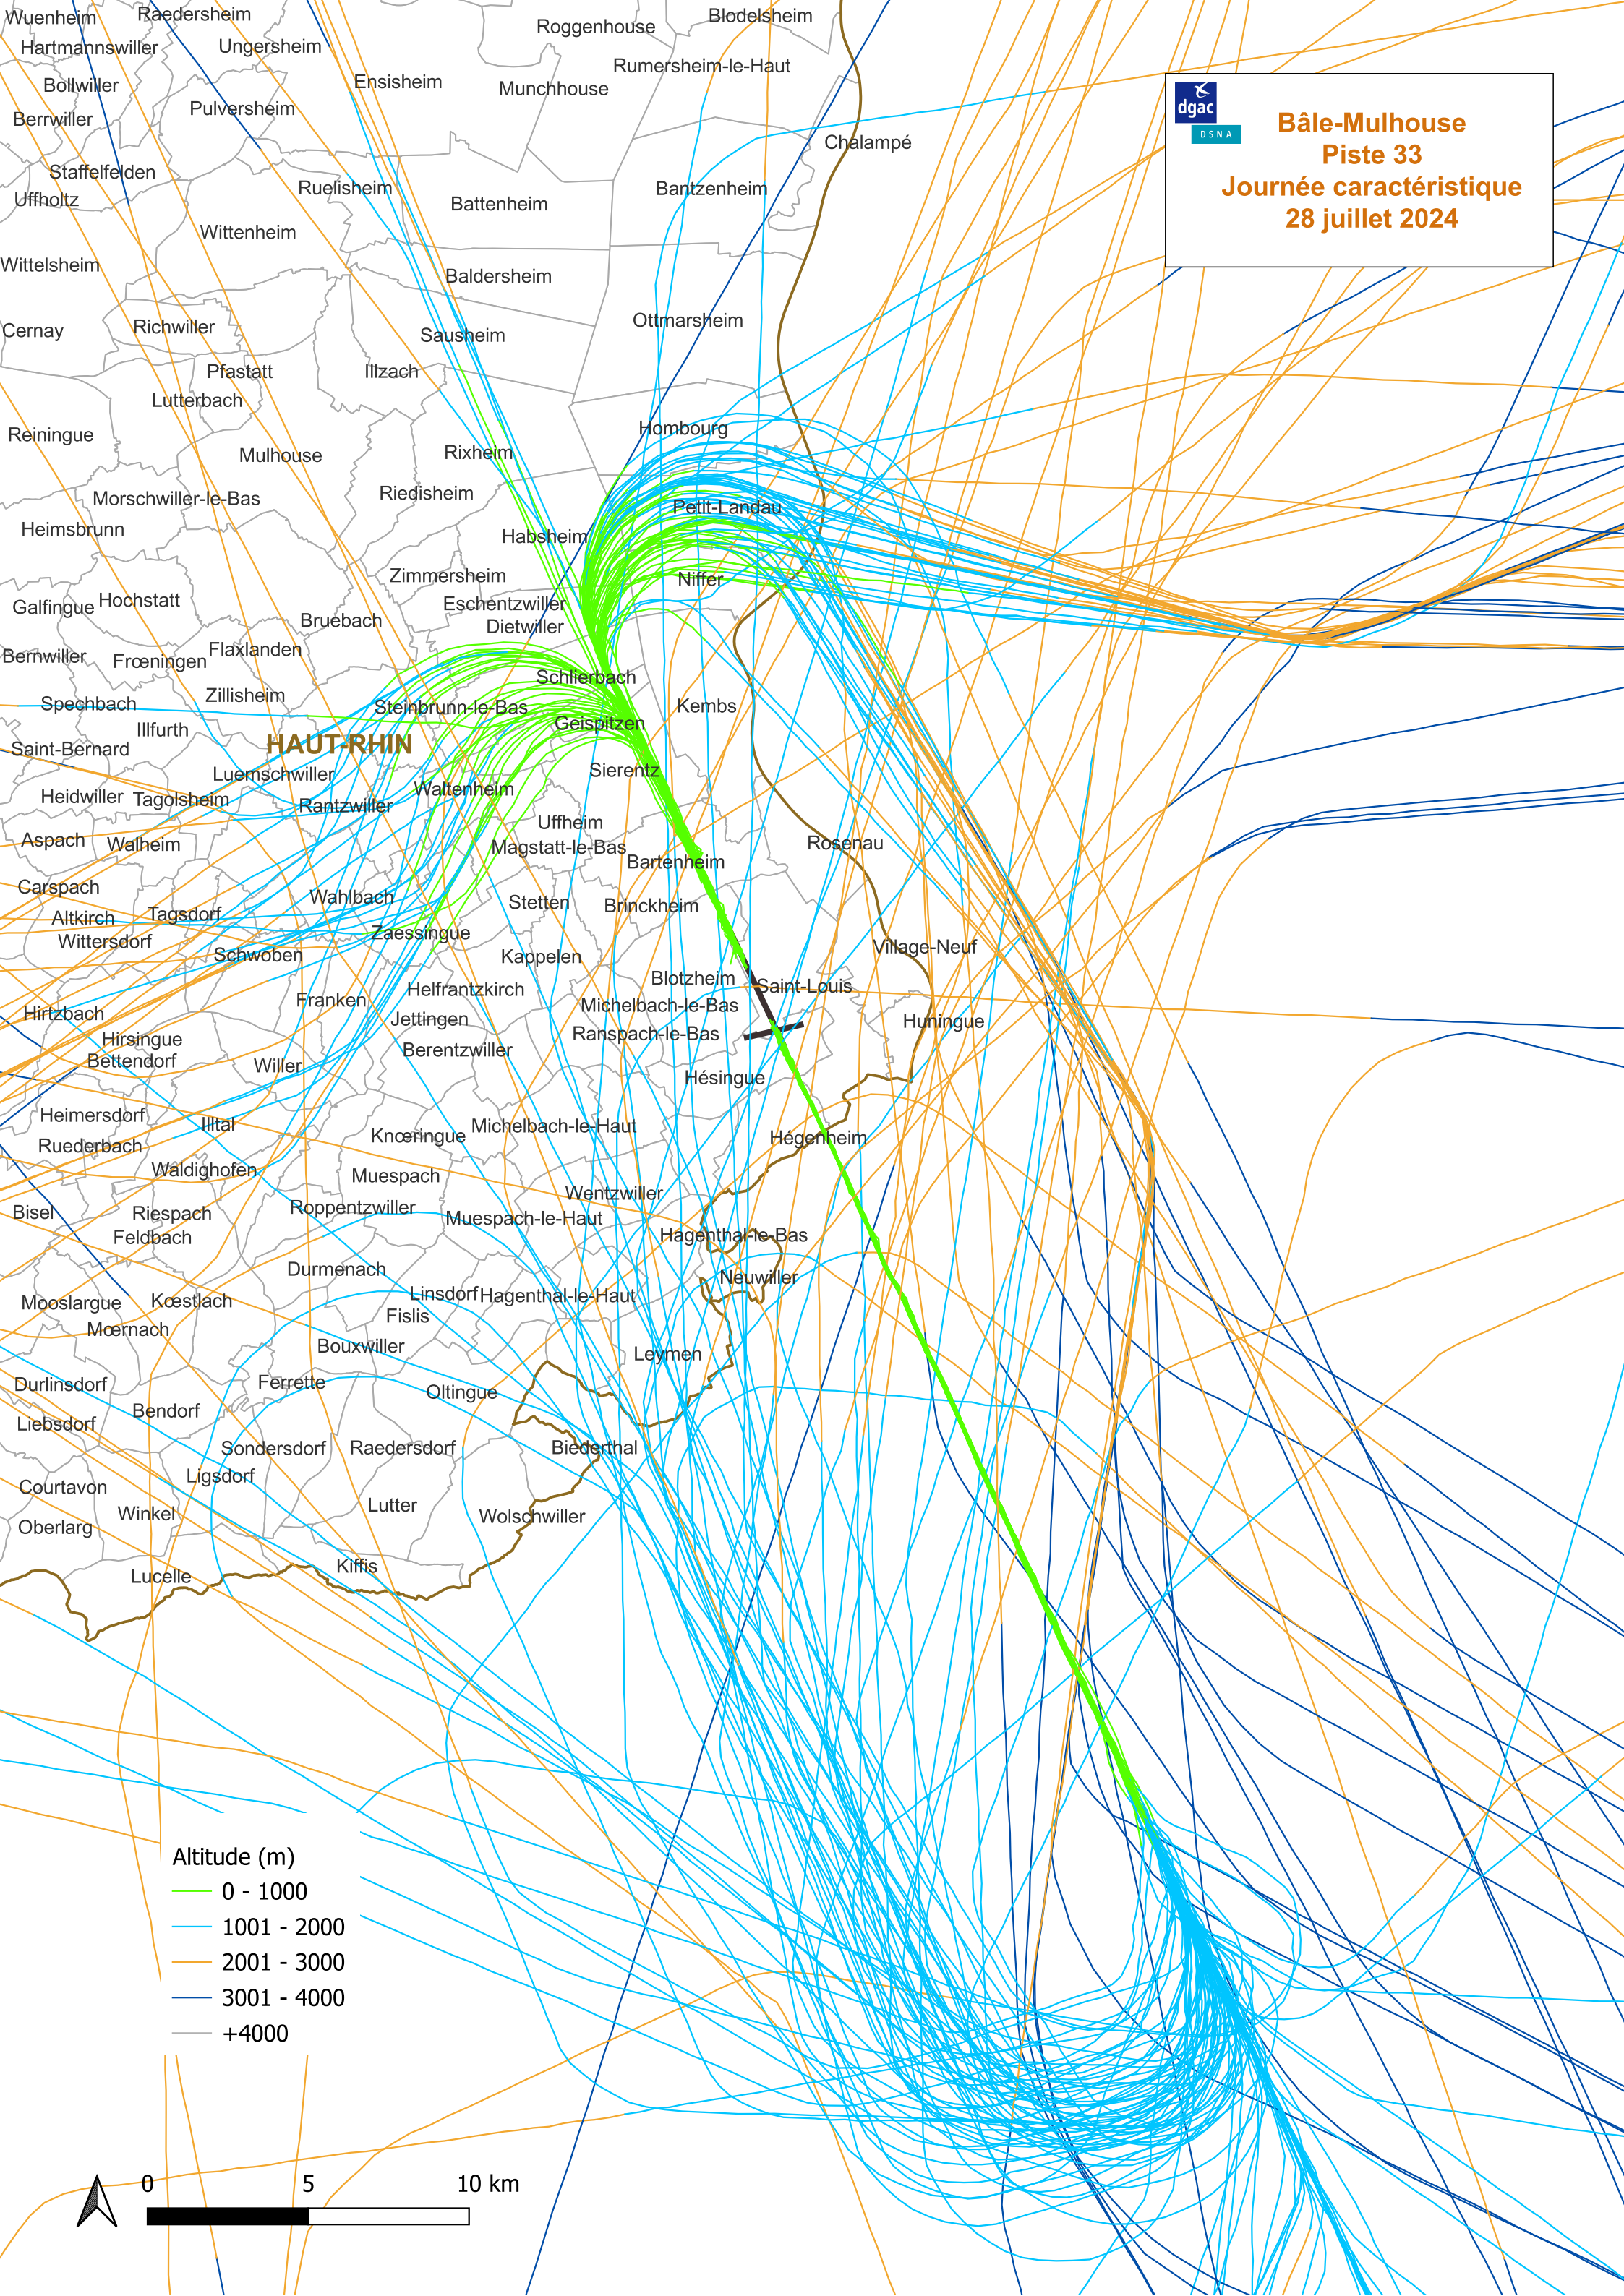 Wuenheim
Raedersheim
Blodelsheim
Roggenhouse
Hartmannswiller
Ungersheim
Rumersheim-le-Haut
Ensisheim
Bollwiller
Munchhouse
Pulversheim
Berrwiller
dgac
DSNA
Bâle-Mulhouse
Piste 33
Journée caractéristique
28 juillet 2024
Chalampé
Staffelfelden
Ruelisheim
Bantzenheim
Uffholtz
Battenheim
Wittenheim
Wittelsheim
Baldersheim
Ottmarsheim
Cernay
Richwiller
Sausheim
Pfastatt
Illzach
Lutterbach
Hombourg
Reiningue
Mulhouse
Rixheim
Riedisheim
Morschwiller-le-Bas
Petit-Landau
Heimsbrunn
Habsheim
Zimmersheim
Niffer
Hochstatt
Galfingue
Eschentzwiller
Bruebach
Dietwiller
Flaxlanden
Bernwiller
Frœningen
Schlierbach
Zillisheim
Spechbach
Steinbrunn-le-Bas
Kembs
Geispitzen
Illfurth
HAUT-RHIN
Saint-Bernard
Sierentz
Luemschwiller
Waltenheim
Heidwiller
Tagolsheim
Rantzwiller
Uffheim
Aspach
Walheim
Magstatt-le-Bas
Rosenau
Bartenheim
Carspach
Wahlbach
Stetten
Brinckheim
Altkirch
Tagsdorf
Zaessingue
Wittersdorf
Village-Neuf
Schwoben
Kappelen
Blotzheim
Saint-Louis
Helfrantzkirch
Franken
Michelbach-le-Bas
Hirtzbach
Jettingen
Huningue
Ranspach-le-Bas
Hirsingue
Berentzwiller
Bettendorf
Willer
Hésingue
Heimersdorf
Illtal
Michelbach-le-Haut
Knœringue
Hégenheim
Ruederbach
Waldighofen
Muespach
Wentzwiller
Roppentzwiller
Bisel
Riespach
Muespach-le-Haut
Feldbach
Hagenthal-le-Bas
Durmenach
Neuwiller
Linsdorf
Hagenthal-le-Haut
Mooslargue
Kœstlach
Fislis
Mœrnach
Bouxwiller
Leymen
Durlinsdorf
Ferrette
Oltingue
Bendorf
Liebsdorf
Sondersdorf
Raedersdorf
Biederthal
Ligsdorf
Courtavon
Lutter
Winkel
Wolschwiller
Oberlarg
Kiffis
Lucelle
Altitude (m)
0 - 1000
1001 - 2000
2001 - 3000
3001 - 4000
+4000
0 5 10 km